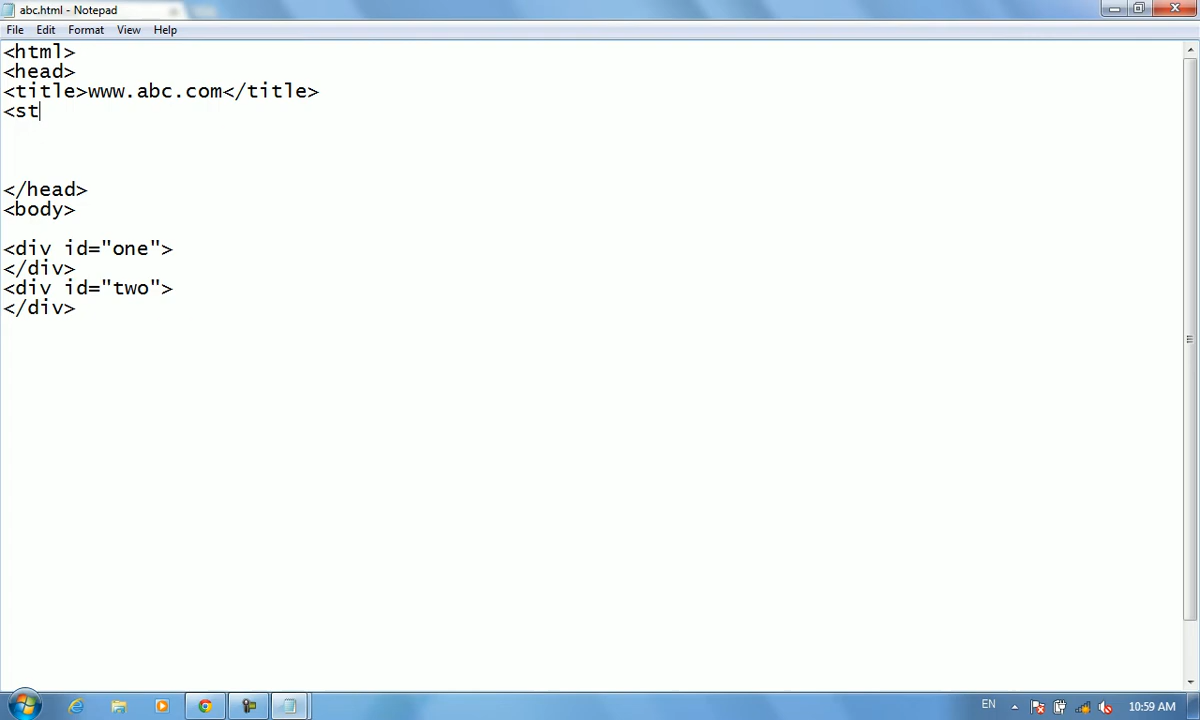 abc.html - Notepad
File Edit Format View Help
<html>
<head>
<title>www.abc.com</title>
<st
</head>
<body>
<div id="one">
</div>
<div id="two">
</div>
EN 10:59 AM